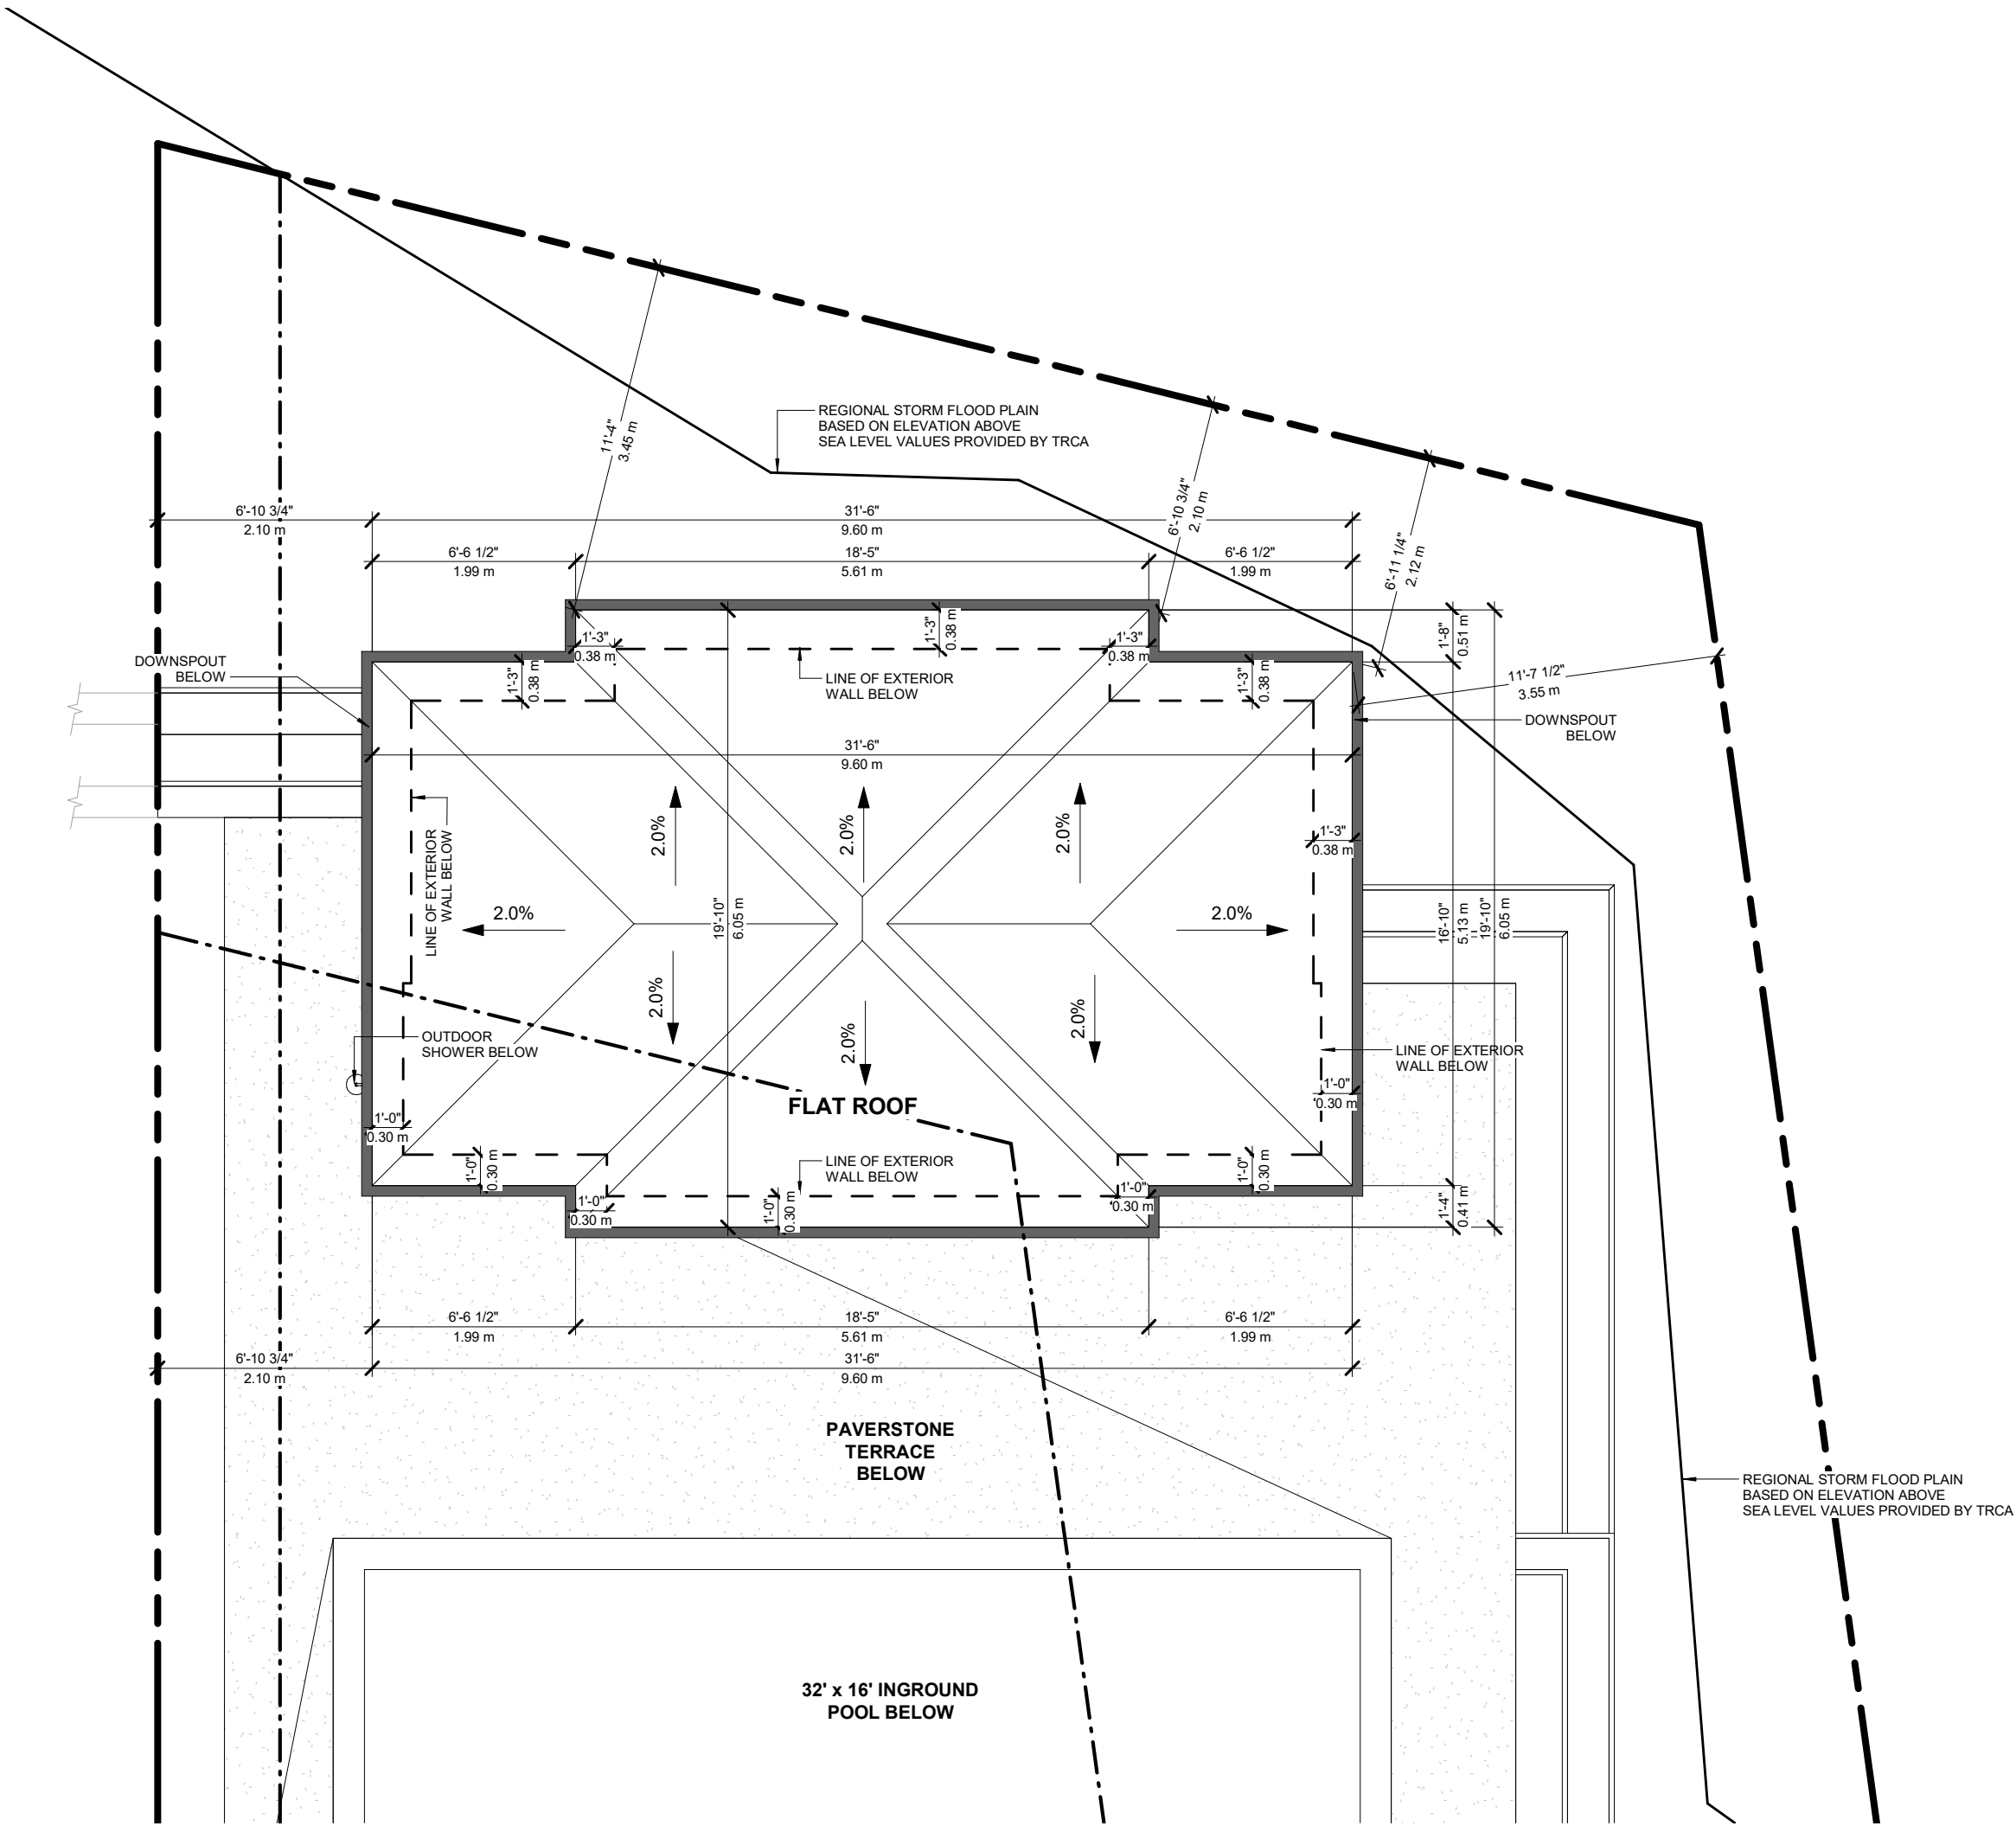 11'-4"
3.45 m
REGIONAL STORM FLOOD PLAIN
BASED ON ELEVATION ABOVE
SEA LEVEL VALUES PROVIDED BY TRCA
6'-10 3/4"
2.10 m
6'-11 1/4"
2.12 m
6'-10 3/4"
2.10 m
31'-6"
9.60 m
6'-6 1/2"
1.99 m
18'-5"
5.61 m
6'-6 1/2"
1.99 m
1'-3"
0.38 m
1'-3"
0.38 m
1'-3"
0.38 m
1'-8"
0.51 m
DOWNSPOUT
BELOW
1'-3"
0.38 m
LINE OF EXTERIOR
WALL BELOW
1'-3"
0.38 m
11'-7 1/2"
3.55 m
DOWNSPOUT
BELOW
31'-6"
9.60 m
LINE OF EXTERIOR
WALL BELOW
2.0%
2.0%
2.0%
1'-3"
0.38 m
2.0%
19'-10"
6.05 m
2.0%
16'-10"
5.13 m
19'-10"
6.05 m
2.0%
2.0%
2.0%
OUTDOOR
SHOWER BELOW
LINE OF EXTERIOR
WALL BELOW
FLAT ROOF
1'-0"
0.30 m
1'-0"
0.30 m
1'-0"
0.30 m
LINE OF EXTERIOR
WALL BELOW
1'-0"
0.30 m
1'-0"
0.30 m
1'-0"
0.30 m
1'-0"
0.30 m
1'-4"
0.41 m
6'-6 1/2"
1.99 m
18'-5"
5.61 m
6'-6 1/2"
1.99 m
6'-10 3/4"
2.10 m
31'-6"
9.60 m
PAVERSTONE
TERRACE
BELOW
REGIONAL STORM FLOOD PLAIN
BASED ON ELEVATION ABOVE
SEA LEVEL VALUES PROVIDED BY TRCA
32' x 16' INGROUND
POOL BELOW